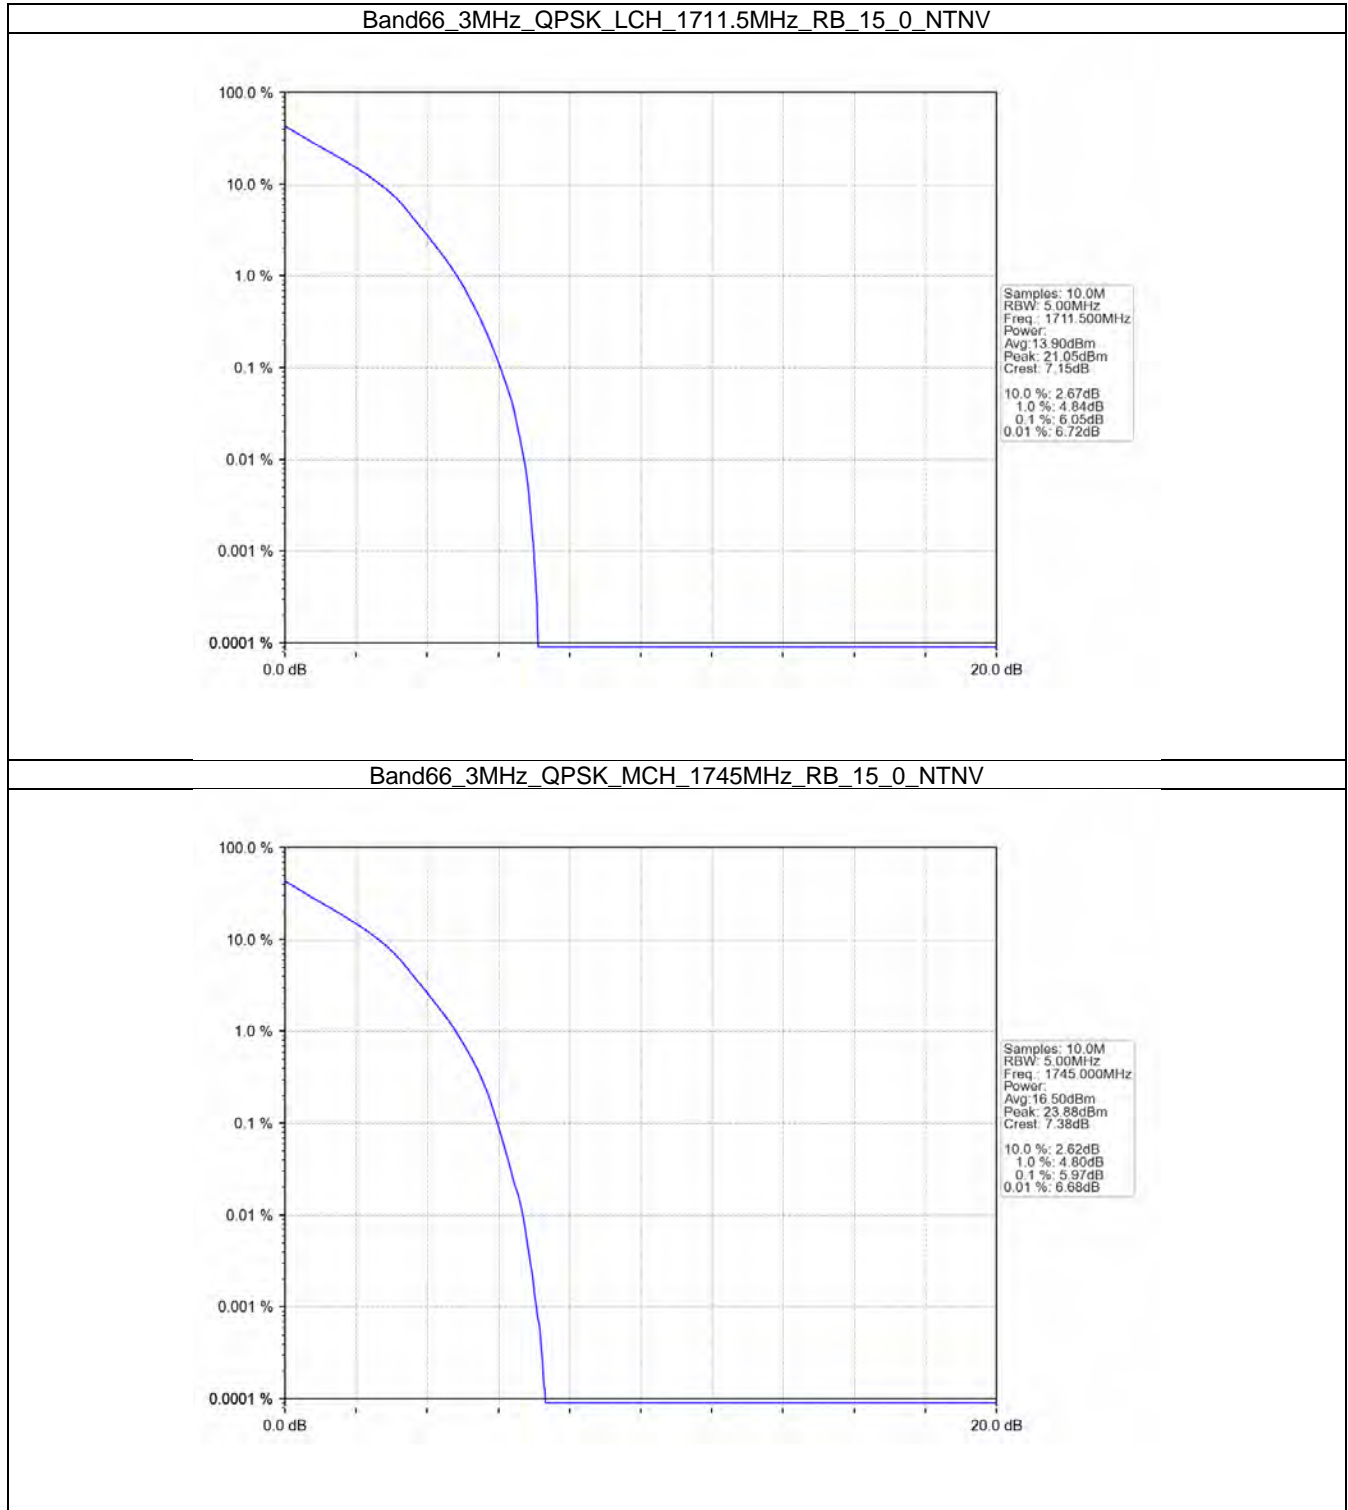 Band66_3MHz_QPSK_LCH_1711.5MHz_RB_15_0_NTNV
100.0 %
10.0 %
1.0 %
0.1 %
0.01 %
0.001 %
0.0001 %
0.0 dB
20.0 dB
Samples: 10.0M
RBW: 5.00MHz
Freq.: 1711.500MHz
Power:
Avg:13.90dBm
Peak: 21.05dBm
Crest: 7.15dB
10.0 %: 2.67dB
1.0 %: 4.84dB
0.1 %: 6.05dB
0.01 %: 6.72dB
Band66_3MHz_QPSK_MCH_1745MHz_RB_15_0_NTNV
100.0 %
10.0 %
1.0 %
0.1 %
0.01 %
0.001 %
0.0001 %
0.0 dB
20.0 dB
Samples: 10.0M
RBW: 5.00MHz
Freq.: 1745.000MHz
Power:
Avg:16.50dBm
Peak: 23.88dBm
Crest: 7.38dB
10.0 %: 2.62dB
1.0 %: 4.80dB
0.1 %: 5.97dB
0.01 %: 6.68dB